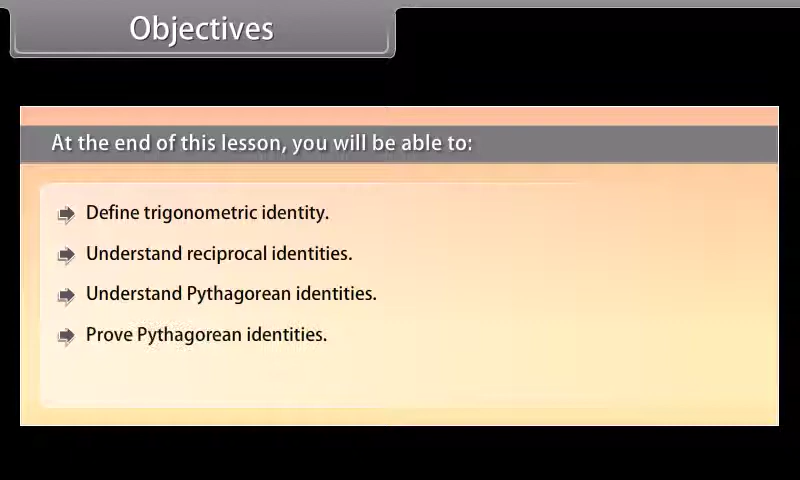 Objectives
At the end of this lesson, you will be able to:
Define trigonometric identity.
Understand reciprocal identities.
Understand Pythagorean identities.
Prove Pythagorean identities.